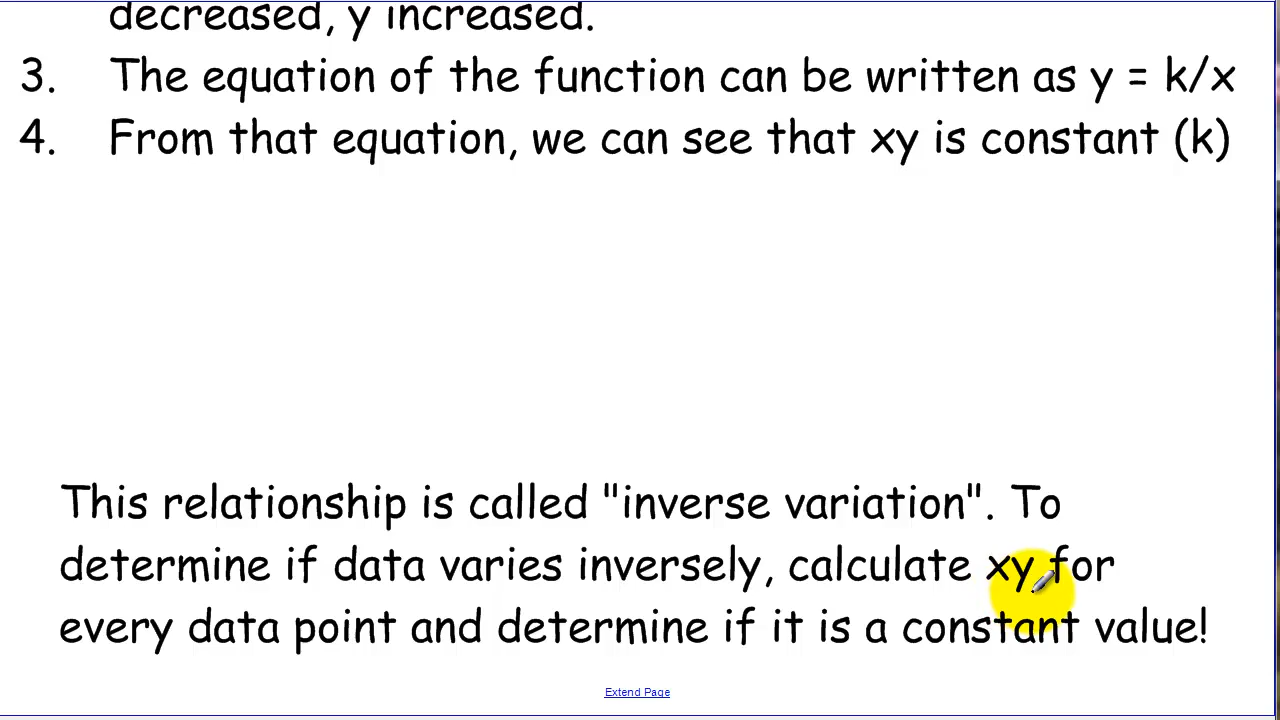 decreased, y increased.
3. The equation of the function can be written as y = k/x
4. From that equation, we can see that xy is constant (k)
This relationship is called "inverse variation". To
determine if data varies inversely, calculate xy for
every data point and determine if it is a constant value!
Extend Page